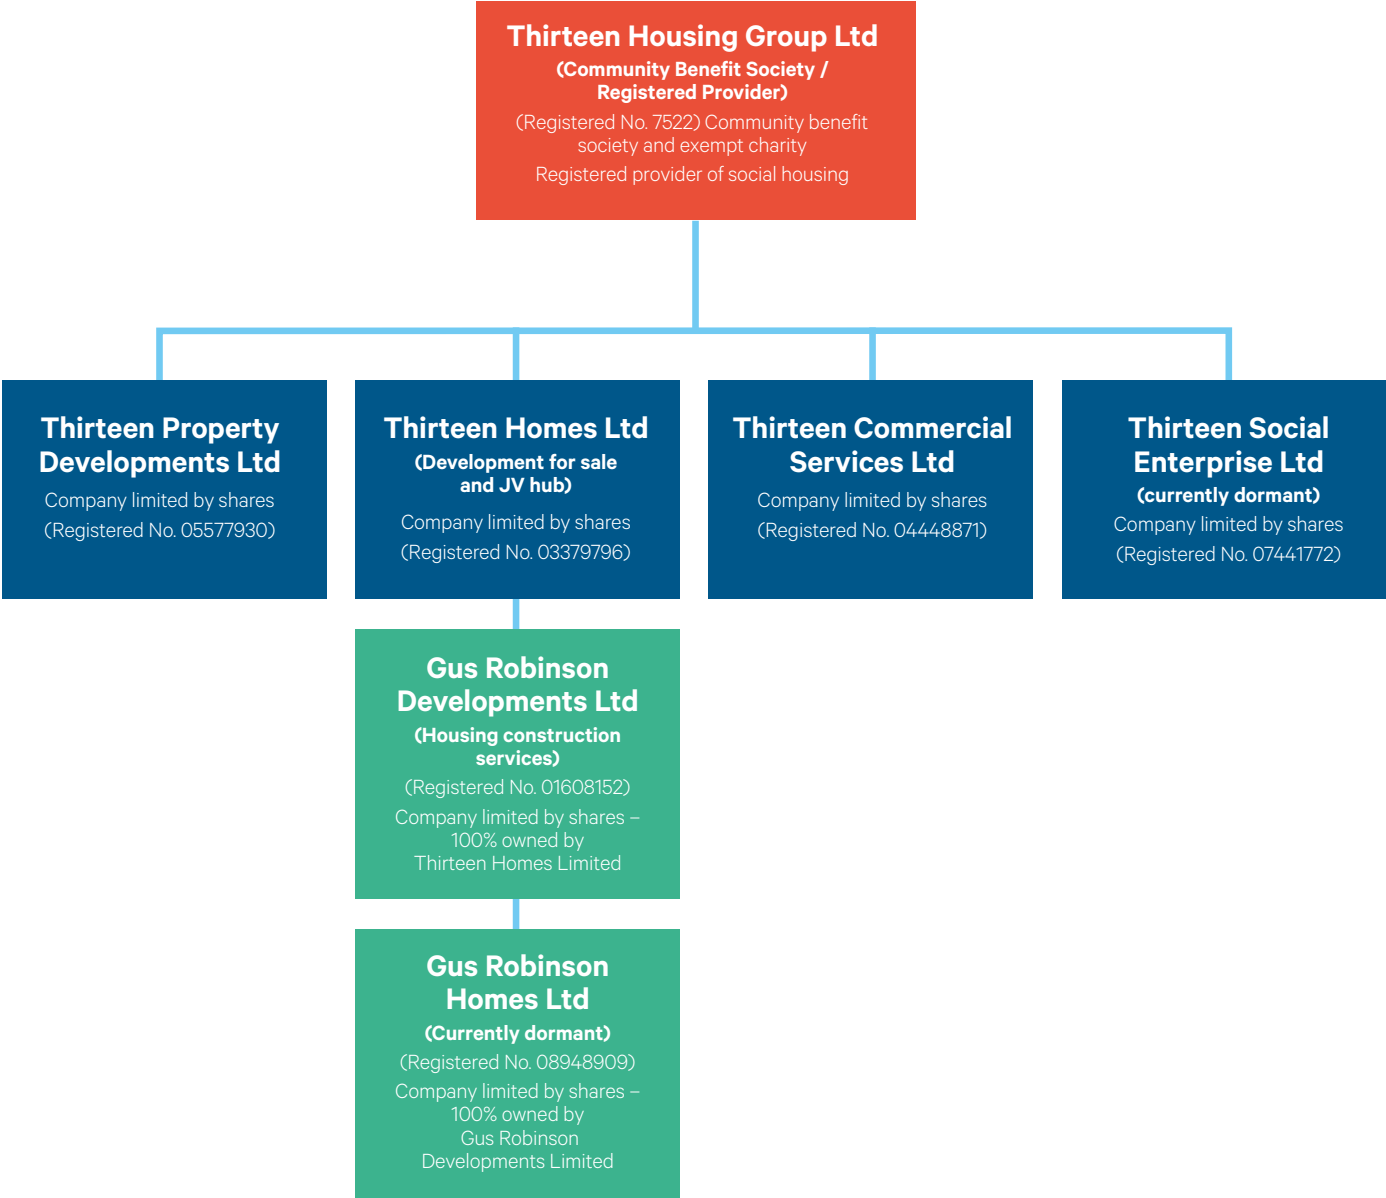 Thirteen Housing Group Ltd
(Community Benefit Society /
Registered Provider)
(Registered No. 7522) Community benefit
society and exempt charity
Registered provider of social housing
Thirteen Property
Developments Ltd
Company limited by shares
(Registered No. 05577930)
Thirteen Homes Ltd
(Development for sale
and JV hub)
Company limited by shares
(Registered No. 03379796)
Thirteen Commercial
Services Ltd
Company limited by shares
(Registered No. 04448871)
Thirteen Social
Enterprise Ltd
(currently dormant)
Company limited by shares
(Registered No. 07441772)
Gus Robinson
Developments Ltd
(Housing construction
services)
(Registered No. 01608152)
Company limited by shares –
100% owned by
Thirteen Homes Limited
Gus Robinson
Homes Ltd
(Currently dormant)
(Registered No. 08948909)
Company limited by shares –
100% owned by
Gus Robinson
Developments Limited